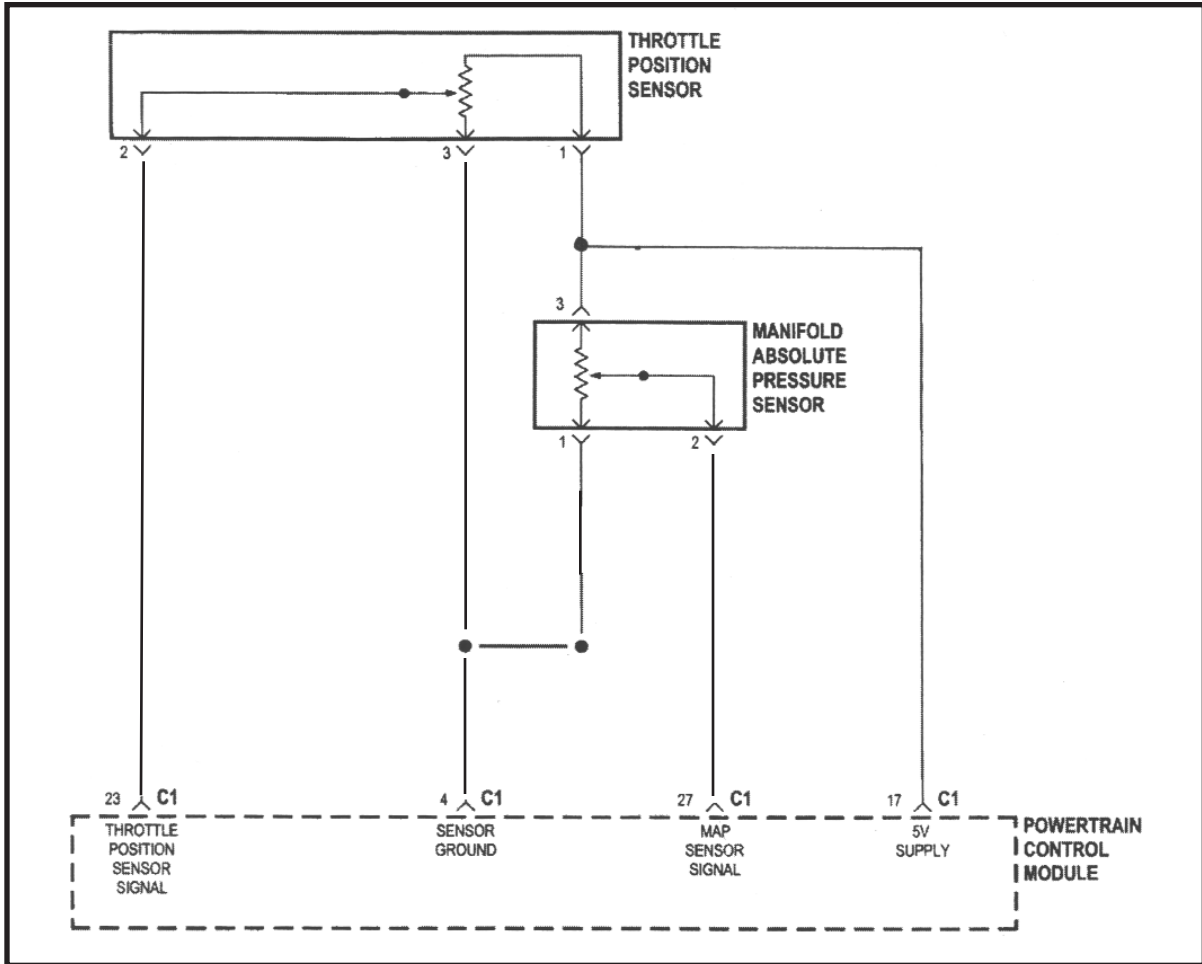 THROTTLE
POSITION
SENSOR
2
3
1
3
MANIFOLD
ABSOLUTE
PRESSURE
SENSOR
1
2
23 C1
4 C1
27 C1
17 C1
THROTTLE
POSITION
SENSOR
SIGNAL
SENSOR
GROUND
MAP
SENSOR
SIGNAL
5V
SUPPLY
POWERTRAIN
CONTROL
MODULE